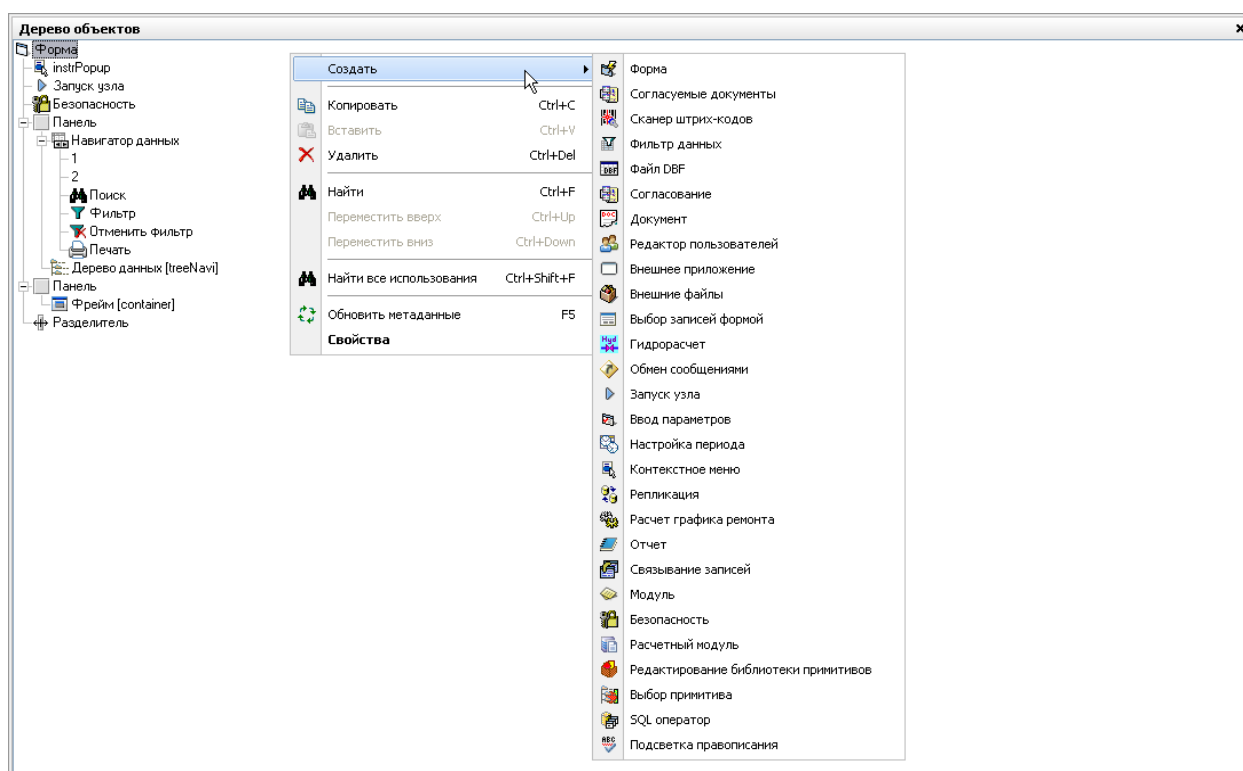 Дерево объектов
Форма
instrPopup
Запуск узла
Безопасность
Панель
Навигатор данных
1
2
Поиск
Фильтр
Отменить фильтр
Печать
Дерево данных [treeNavi]
Панель
Фрейм [container]
Разделитель
Создать
Копировать Ctrl+C
Вставить Ctrl+V
Удалить Ctrl+Del
Найти Ctrl+F
Переместить вверх Ctrl+Up
Переместить вниз Ctrl+Down
Найти все использования Ctrl+Shift+F
Обновить метаданные F5
Свойства
Форма
Согласуемые документы
Сканер штрих-кодов
Фильтр данных
DBF Файл DBF
Согласование
DOC Документ
Редактор пользователей
Внешнее приложение
Внешние файлы
Выбор записей формой
Hyd Гидрорасчет
Обмен сообщениями
Запуск узла
Ввод параметров
Настройка периода
Контекстное меню
Репликация
Расчет графика ремонта
Отчет
Связывание записей
Модуль
Безопасность
Расчетный модуль
Редактирование библиотеки примитивов
Выбор примитива
SQL оператор
ABC Подсветка правописания